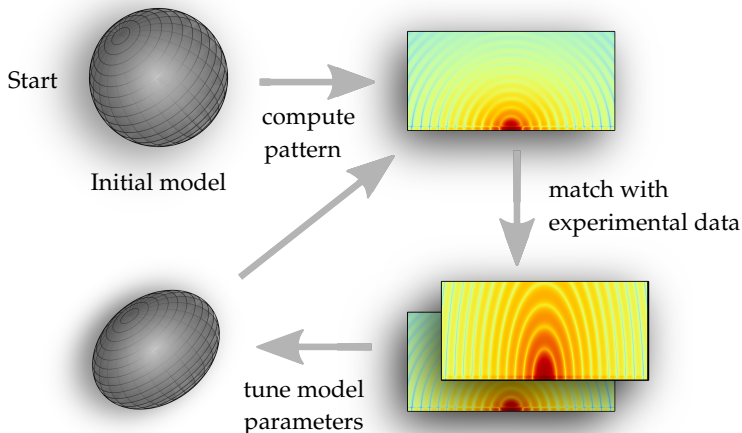 Start
compute
pattern
Initial model
match with
experimental data
tune model
parameters